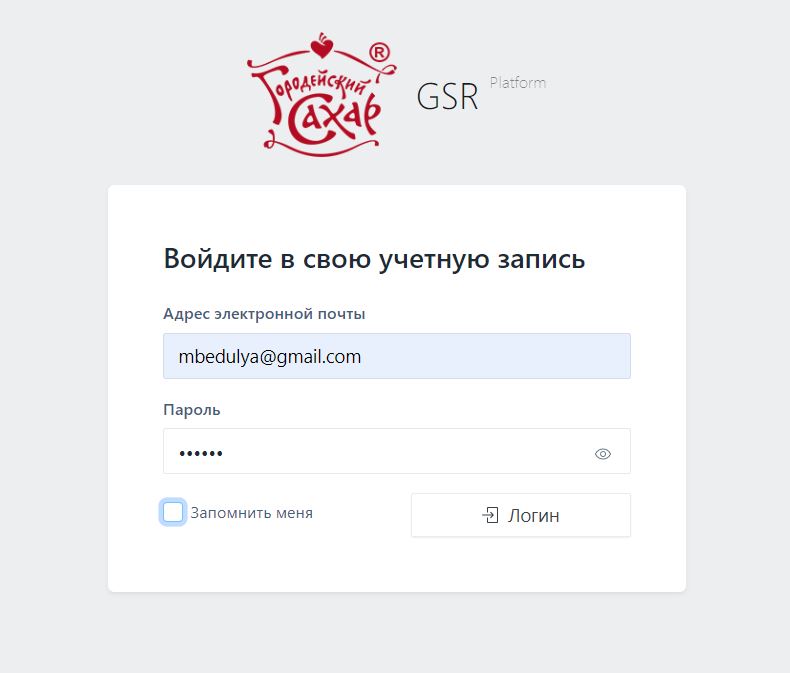 Городейский
Сахар
®
GSR Platform
Войдите в свою учетную запись
Адрес электронной почты
mbedulya@gmail.com
Пароль
••••••
Запомнить меня
Логин